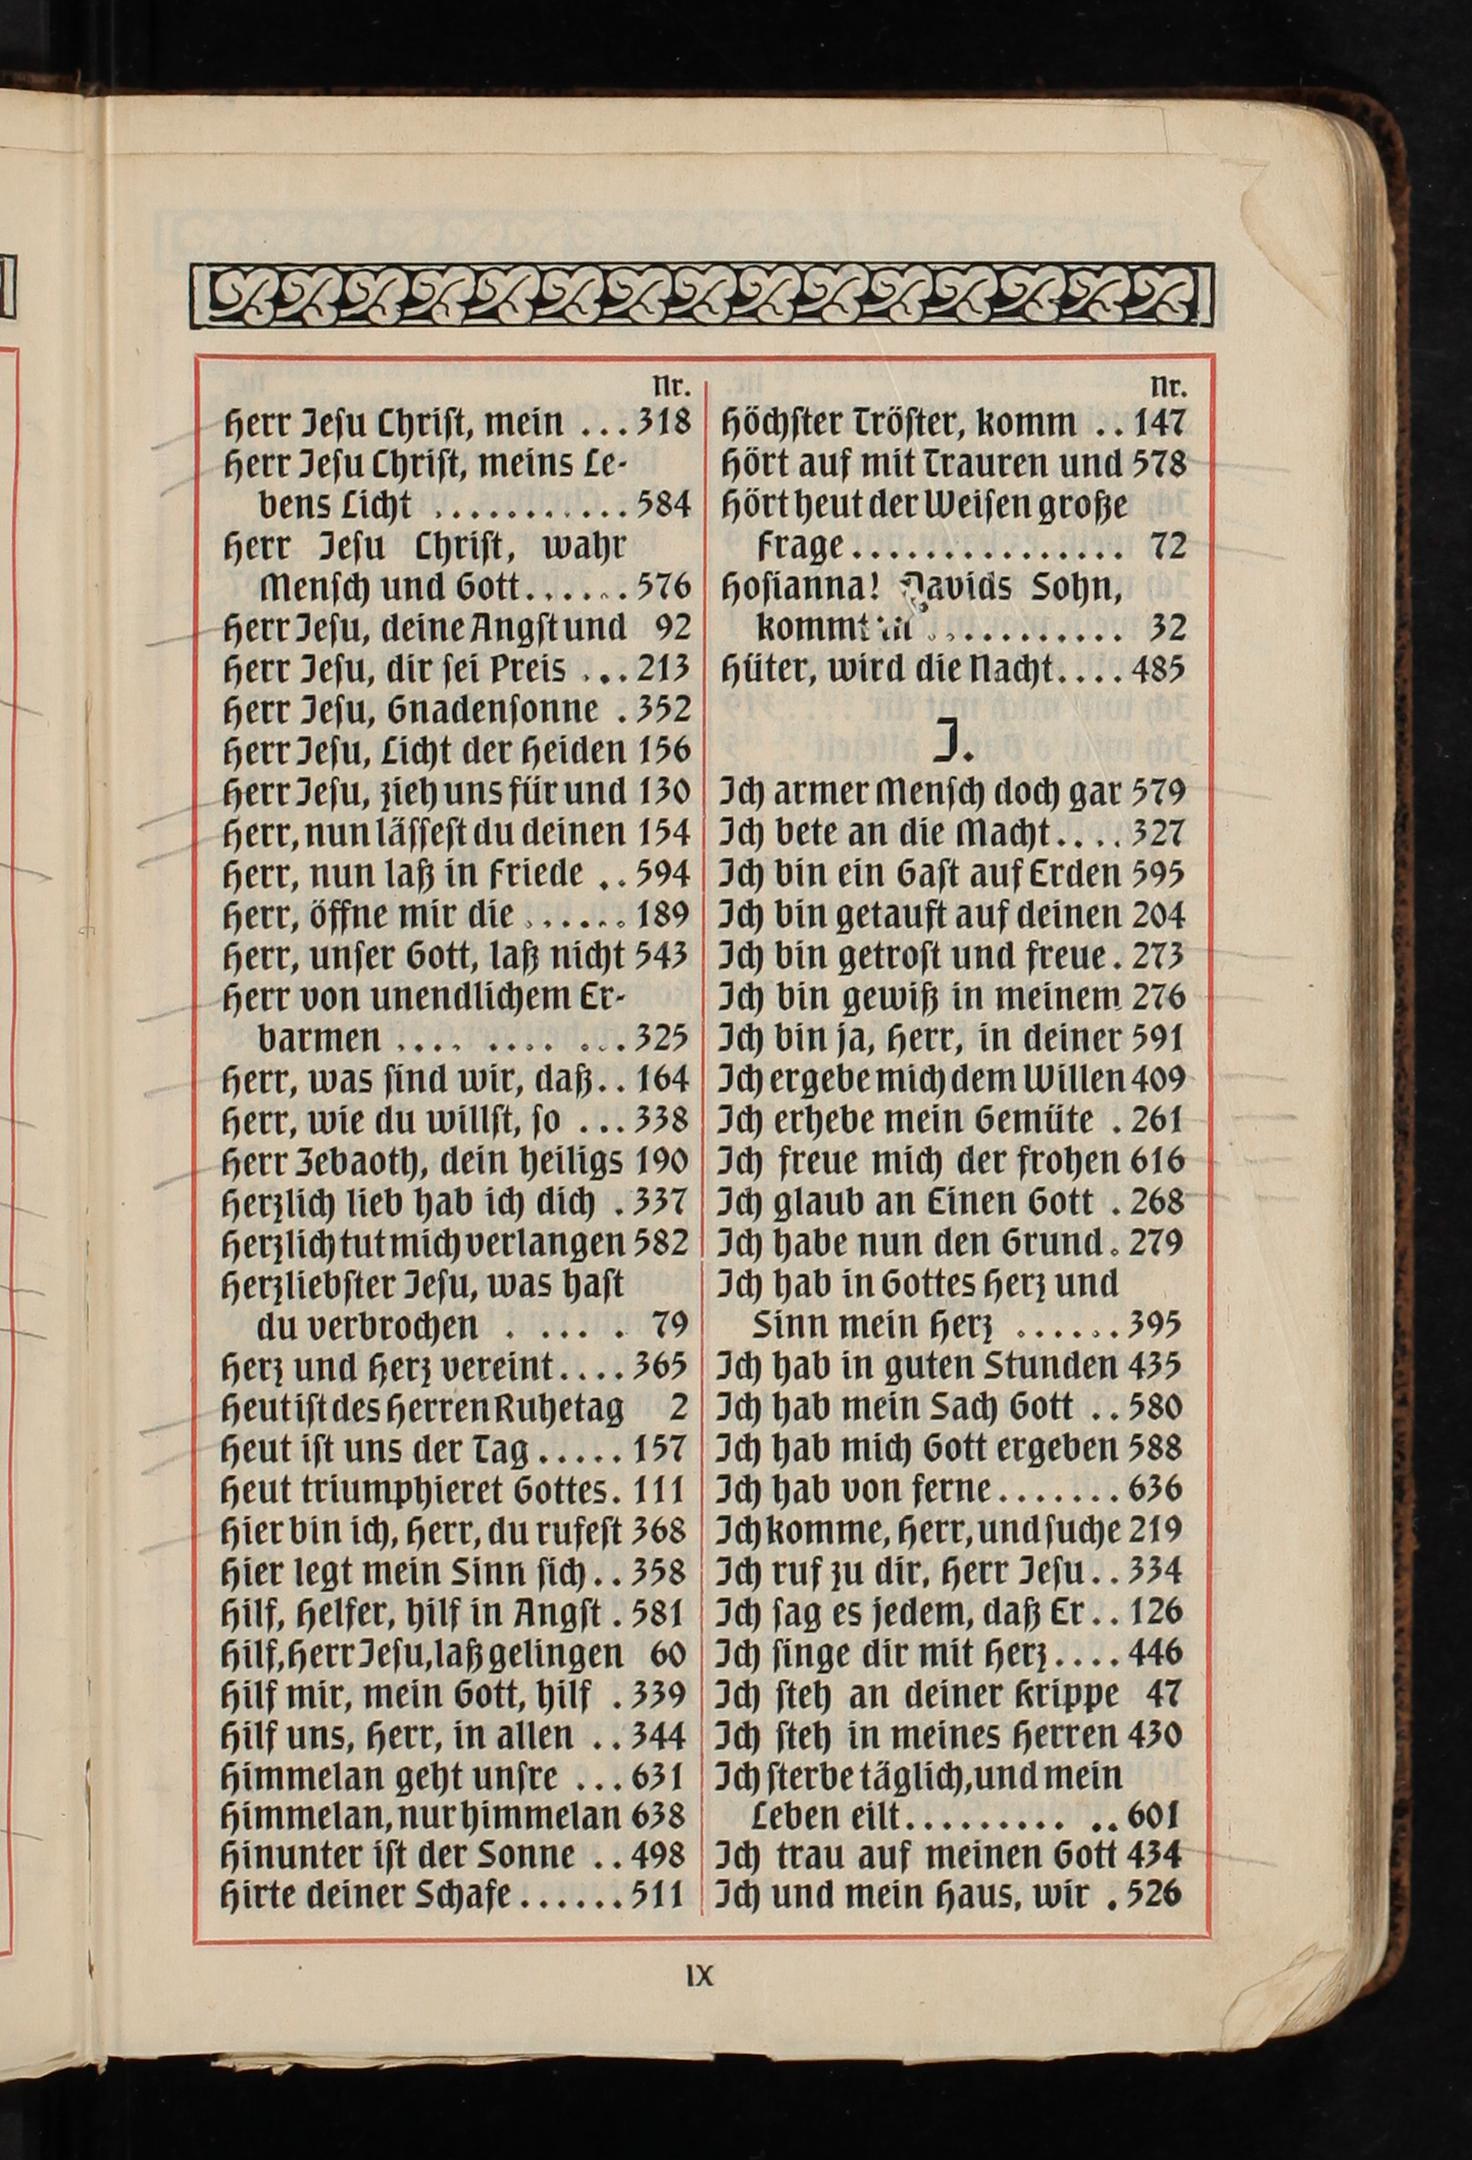 Nr.
Herr Jeſu Chriſt, mein ... 318
Herr Jeſu Chriſt, meins Le-
bens Licht ............ 584
Herr Jeſu Chriſt, wahr
Menſch und Gott...... 576
Herr Jeſu, deine Angſt und 92
Herr Jeſu, dir ſei Preis ... 213
Herr Jeſu, Gnadenſonne . 352
Herr Jeſu, Licht der Heiden 156
Herr Jeſu, zieh uns für und 130
Herr, nun läſſeſt du deinen 154
Herr, nun laß in Friede .. 594
Herr, öffne mir die ...... 189
Herr, unſer Gott, laß nicht 543
Herr von unendlichem Er-
barmen .... .... ... 325
Herr, was ſind wir, daß.. 164
Herr, wie du willſt, ſo ... 338
Herr Zebaoth, dein heiligs 190
Herzlich lieb hab ich dich . 337
Herzlich tut mich verlangen 582
Herzliebſter Jeſu, was haſt
du verbrochen . ... . 79
Herz und Herz vereint.... 365
Heut iſt des Herren Ruhetag 2
Heut iſt uns der Tag..... 157
Heut triumphieret Gottes. 111
Hier bin ich, Herr, du rufeſt 368
Hier legt mein Sinn ſich.. 358
Hilf, Helfer, hilf in Angſt . 581
Hilf, Herr Jeſu, laß gelingen 60
Hilf mir, mein Gott, hilf . 339
Hilf uns, Herr, in allen .. 344
Himmelan geht unſre ... 631
Himmelan, nur himmelan 638
Hinunter iſt der Sonne .. 498
Hirte deiner Schafe...... 511
Nr.
Höchſter Tröſter, komm .. 147
Hört auf mit Trauren und 578
Hört heut der Weiſen große
Frage............... 72
Hoſianna! Davids Sohn,
kommt ........... 32
Hüter, wird die Nacht.... 485
J.
Ich armer Menſch doch gar 579
Ich bete an die Macht.... 327
Ich bin ein Gaſt auf Erden 595
Ich bin getauft auf deinen 204
Ich bin getroſt und freue. 273
Ich bin gewiß in meinem 276
Ich bin ja, Herr, in deiner 591
Ich ergebe mich dem Willen 409
Ich erhebe mein Gemüte . 261
Ich freue mich der frohen 616
Ich glaub an Einen Gott . 268
Ich habe nun den Grund. 279
Ich hab in Gottes Herz und
Sinn mein Herz ...... 395
Ich hab in guten Stunden 435
Ich hab mein Sach Gott .. 580
Ich hab mich Gott ergeben 588
Ich hab von ferne....... 636
Ich komme, Herr, und ſuche 219
Ich ruf zu dir, Herr Jeſu.. 334
Ich ſag es jedem, daß Er.. 126
Ich ſinge dir mit Herz.... 446
Ich ſteh an deiner Krippe 47
Ich ſteh in meines Herren 430
Ich ſterbe täglich, und mein
Leben eilt......... .. 601
Ich trau auf meinen Gott 434
Ich und mein Haus, wir . 526
IX